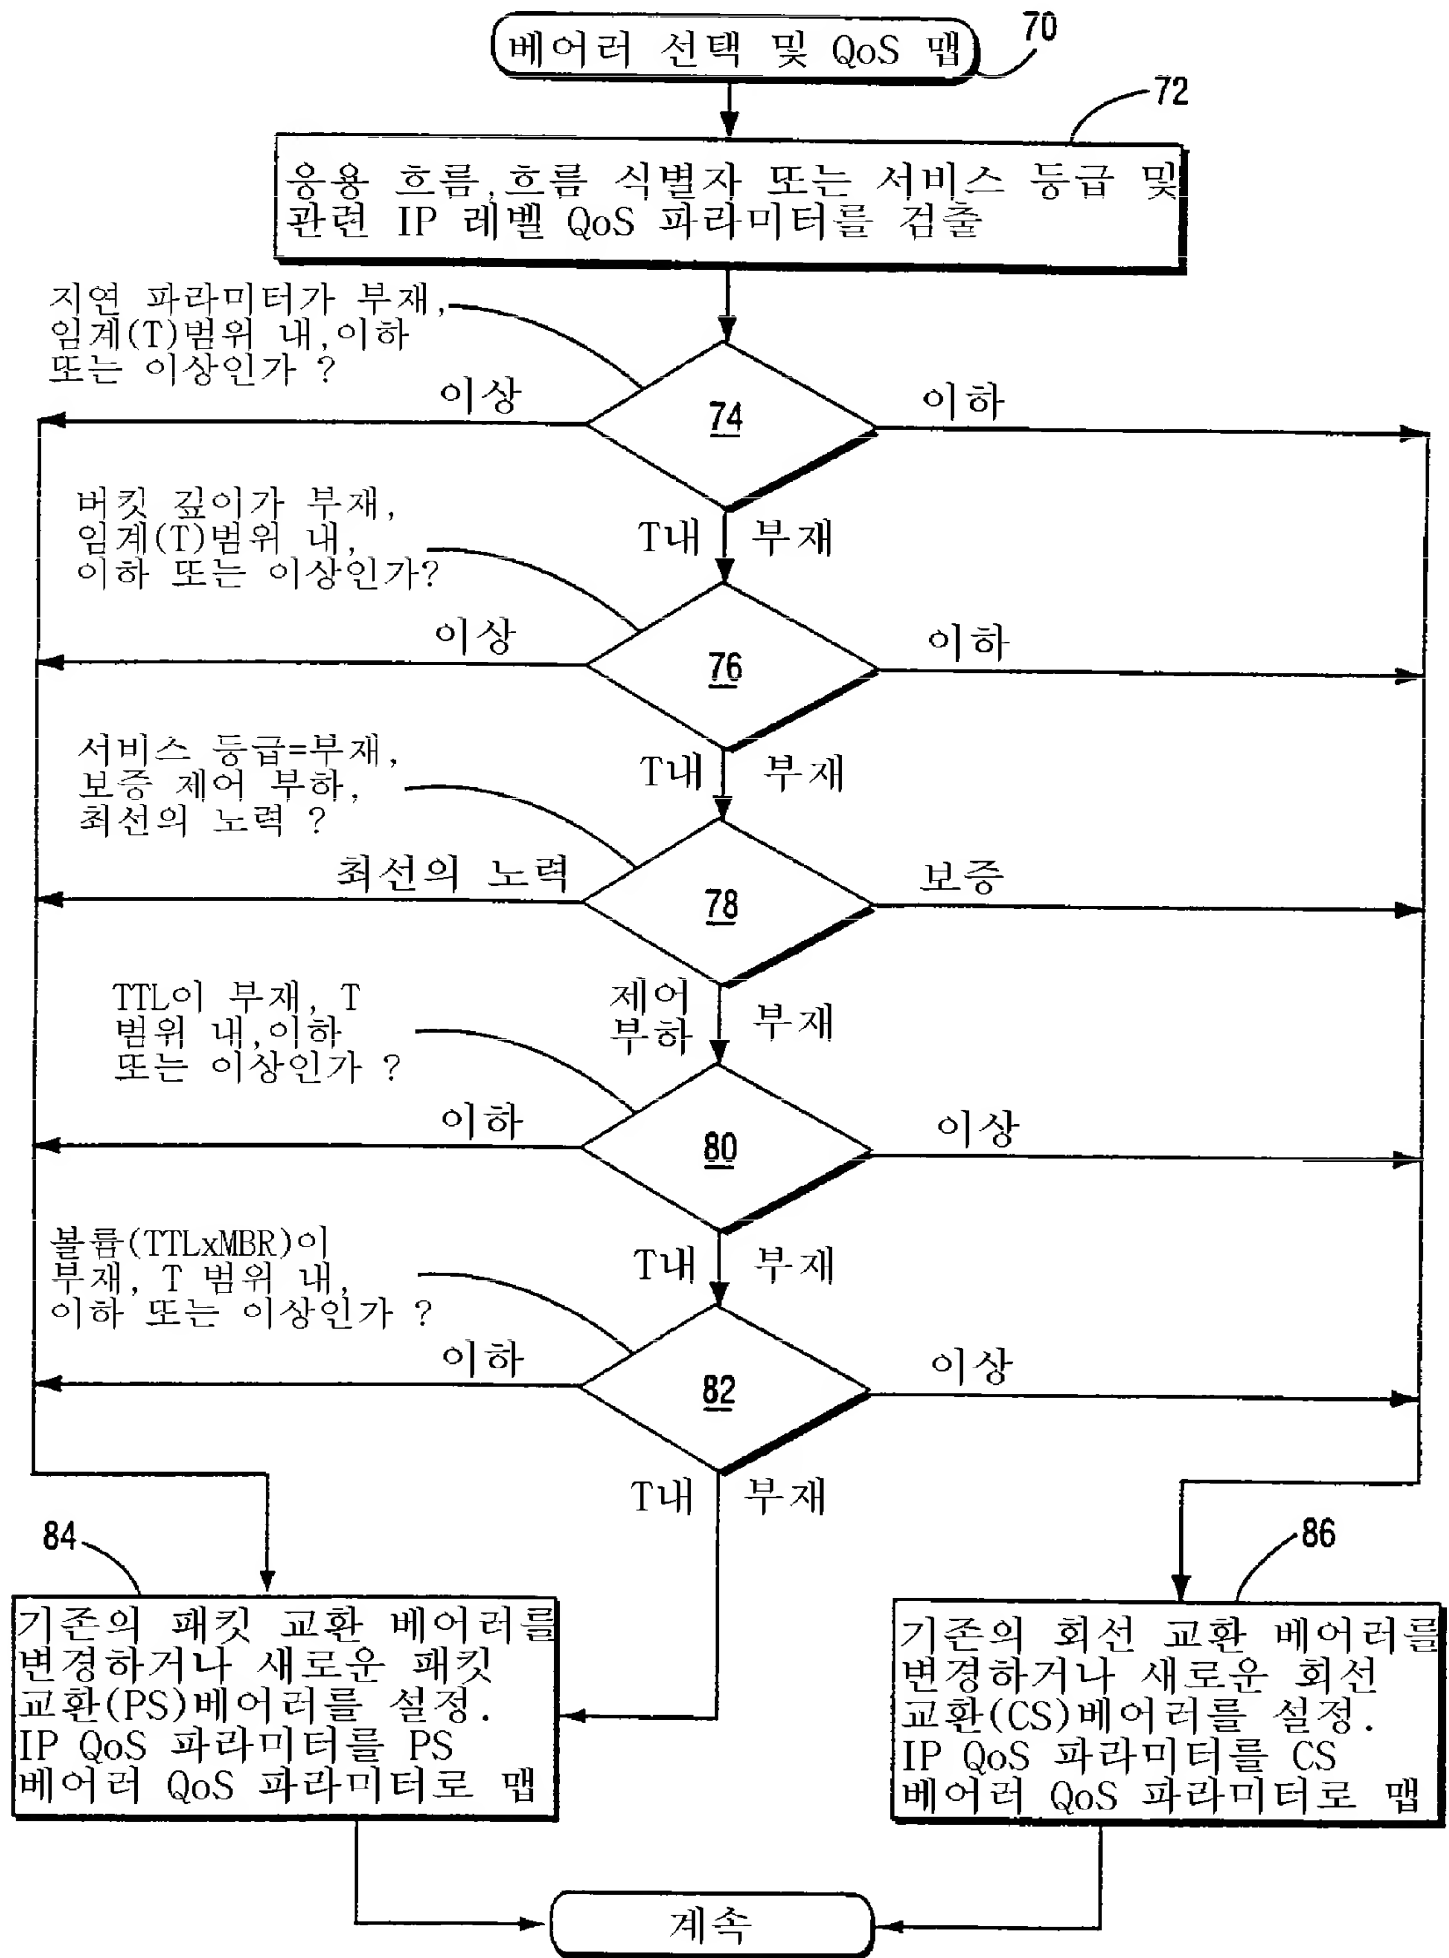 베어러 선택 및 QoS 맵
70
72
응용 흐름,흐름 식별자 또는 서비스 등급 및
관련 IP 레벨 QoS 파라미터를 검출
지연 파라미터가 부재,
임계(T)범위 내,이하
또는 이상인가 ?
이상
74
이하
T내
부재
버킷 깊이가 부재,
임계(T)범위 내,
이하 또는 이상인가?
이상
76
이하
T내
부재
서비스 등급=부재,
보증 제어 부하,
최선의 노력 ?
최선의 노력
78
보증
제어
부하
부재
TTL이 부재, T
범위 내,이하
또는 이상인가 ?
이하
80
이상
T내
부재
볼륨(TTLxMBR)이
부재, T 범위 내,
이하 또는 이상인가 ?
이하
82
이상
T내
부재
84
기존의 패킷 교환 베어러를
변경하거나 새로운 패킷
교환(PS)베어러를 설정.
IP QoS 파라미터를 PS
베어러 QoS 파라미터로 맵
86
기존의 회선 교환 베어러를
변경하거나 새로운 회선
교환(CS)베어러를 설정.
IP QoS 파라미터를 CS
베어러 QoS 파라미터로 맵
계속